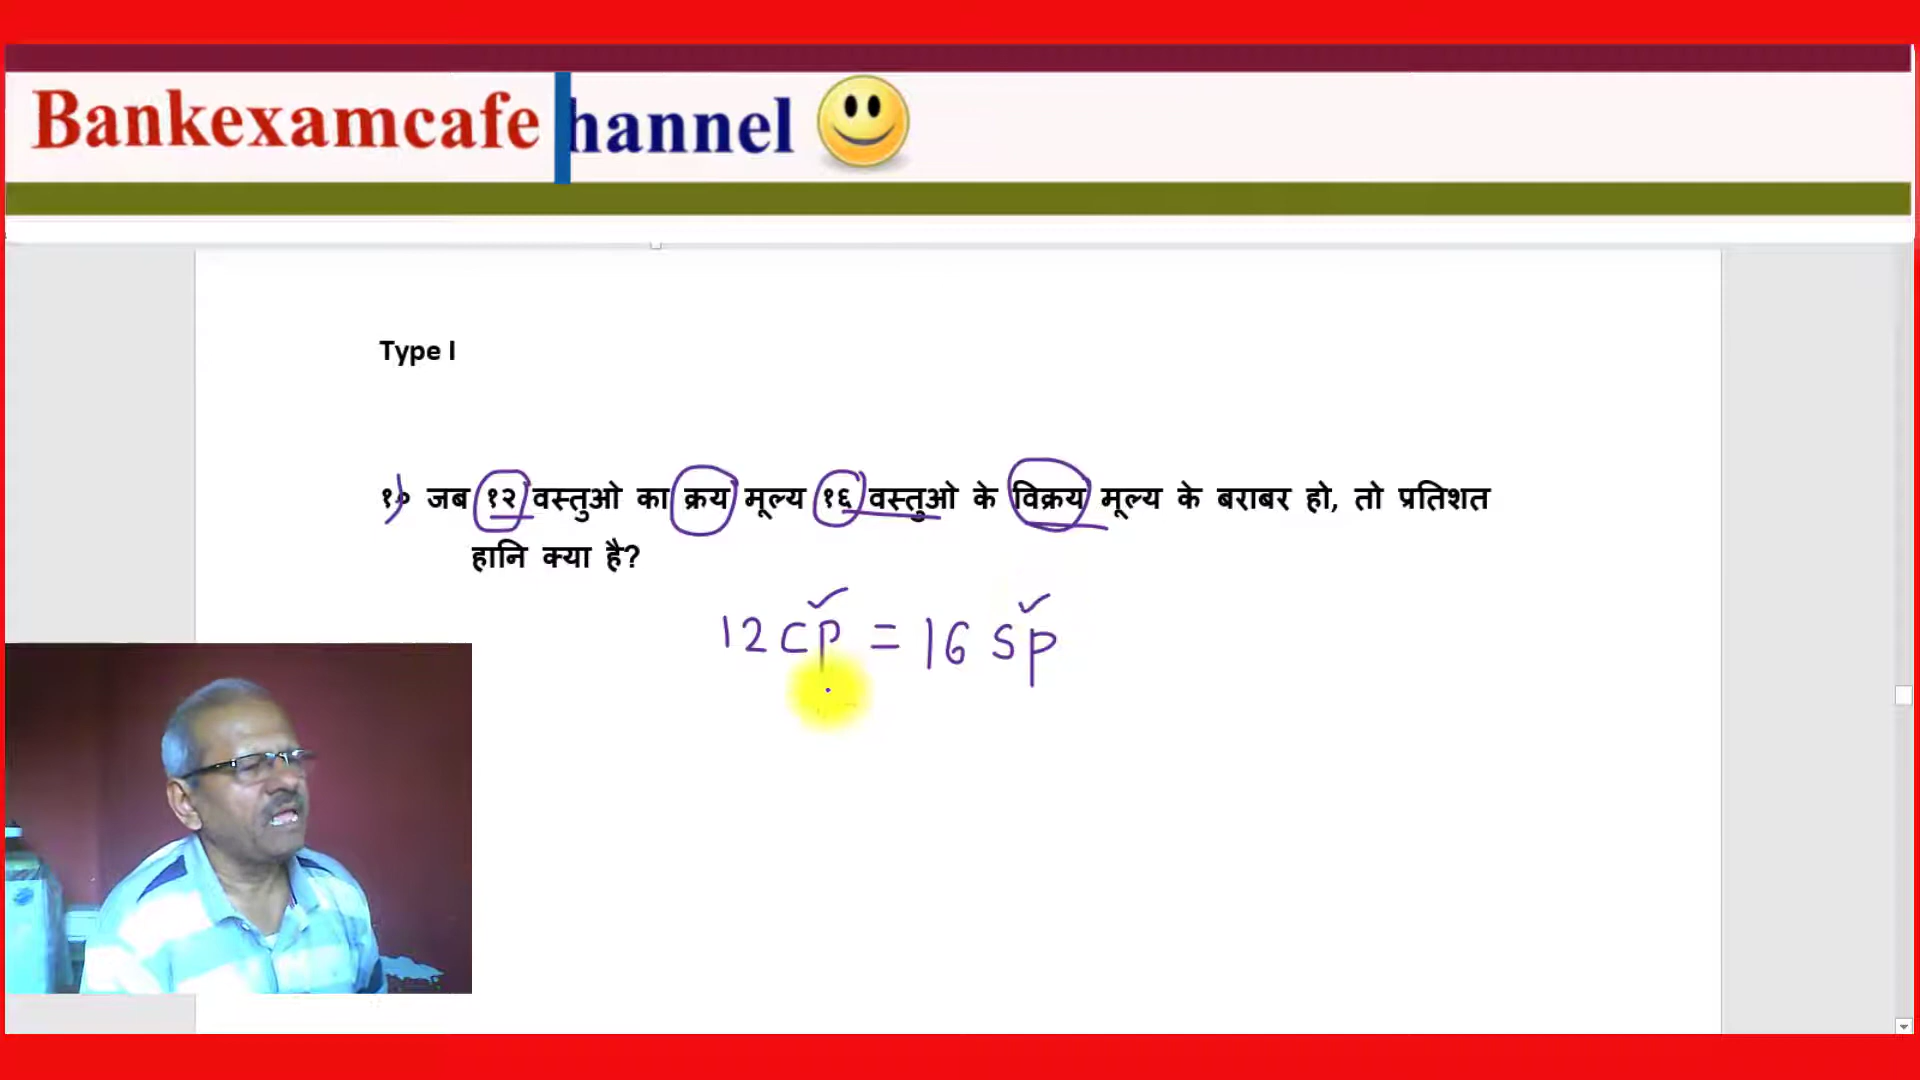 Bankexamcafe hannel
Type I
१) जब १२ वस्तुओ का क्रय मूल्य १६ वस्तुओ के विक्रय मूल्य के बराबर हो, तो प्रतिशत
हानि क्या है?
12 CP = 16 SP